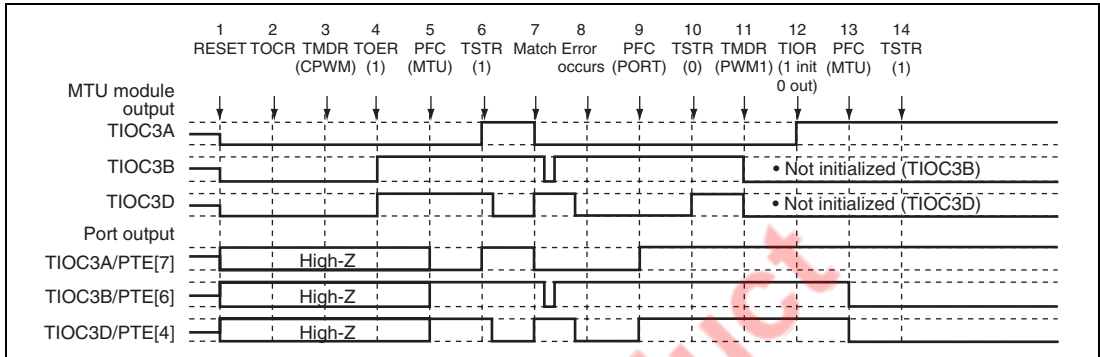 1 2 3 4 5 6 7 8 9 10 11 12 13 14
RESET TOCR TMDR TOER PFC TSTR Match Error PFC TSTR TMDR TIOR PFC TSTR
(CPWM) (1) (MTU) (1) occurs (PORT) (0) (PWM1) (1 init (MTU) (1)
0 out)
MTU module
output
TIOC3A
TIOC3B
• Not initialized (TIOC3B)
TIOC3D
• Not initialized (TIOC3D)
Port output
TIOC3A/PTE[7]
High-Z
TIOC3B/PTE[6]
High-Z
TIOC3D/PTE[4]
High-Z